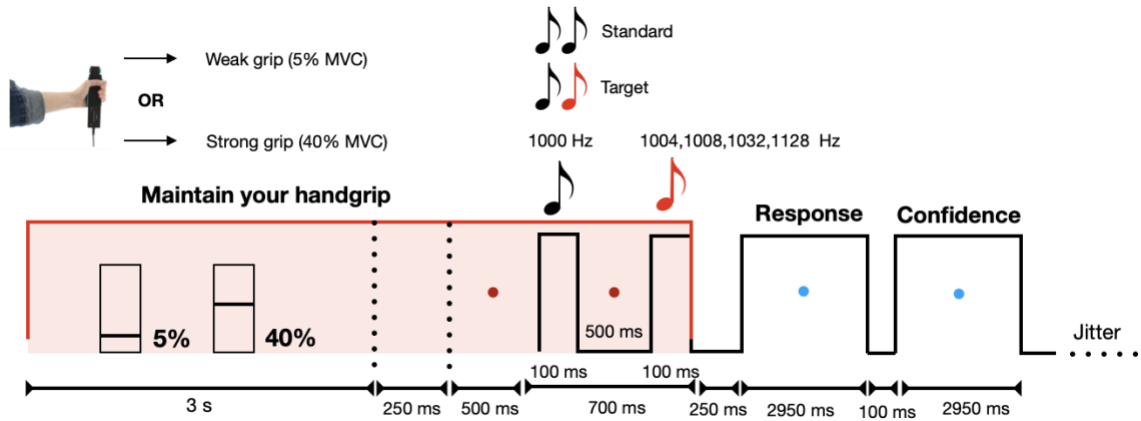 Weak grip (5% MVC)
OR
Strong grip (40% MVC)
Standard
Target
1000 Hz
1004,1008,1032,1128 Hz
Maintain your handgrip
Response
Confidence
5%
40%
500 ms
100 ms
100 ms
Jitter
3 s
250 ms
500 ms
700 ms
250 ms
2950 ms
100 ms
2950 ms